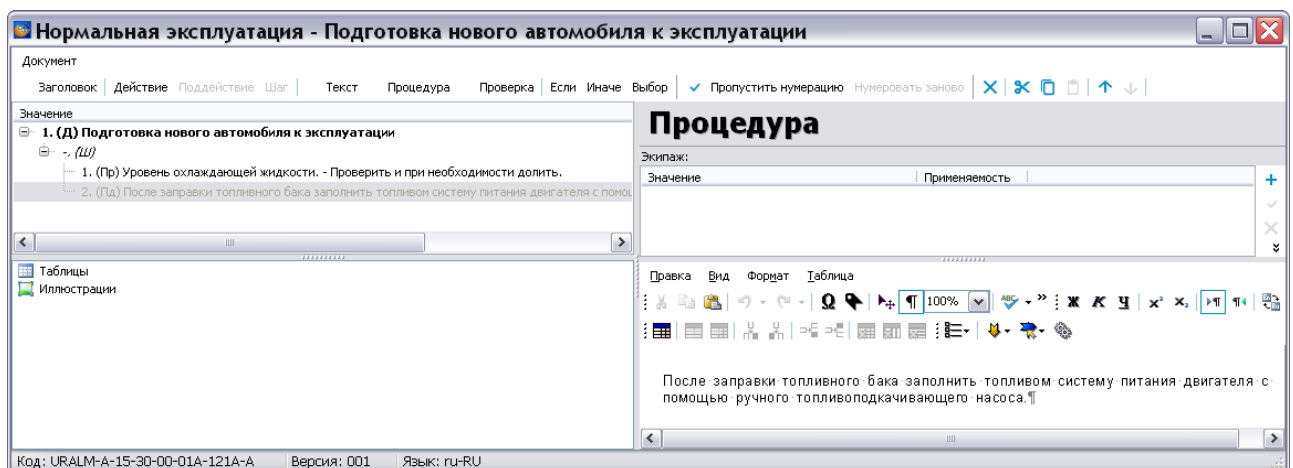 Нормальная эксплуатация - Подготовка нового автомобиля к эксплуатации
Документ
Заголовок Действие Поддействие Шаг Текст Процедура Проверка Если Иначе Выбор Пропустить нумерацию Нумеровать заново
Значение
1. (Д) Подготовка нового автомобиля к эксплуатации
-, (Ш)
1. (Пр) Уровень охлаждающей жидкости. - Проверить и при необходимости долить.
2. (Пд) После заправки топливного бака заполнить топливом систему питания двигателя с
Таблицы
Иллюстрации
Процедура
Экипаж:
Значение Применяемость
Правка Вид Формат Таблица
100% ABC » Ж К Ч x² x₂
После заправки топливного бака заполнить топливом систему питания двигателя с
помощью ручного топливоподкачивающего насоса.¶
Код: URALM-A-15-30-00-01A-121A-A Версия: 001 Язык: ru-RU